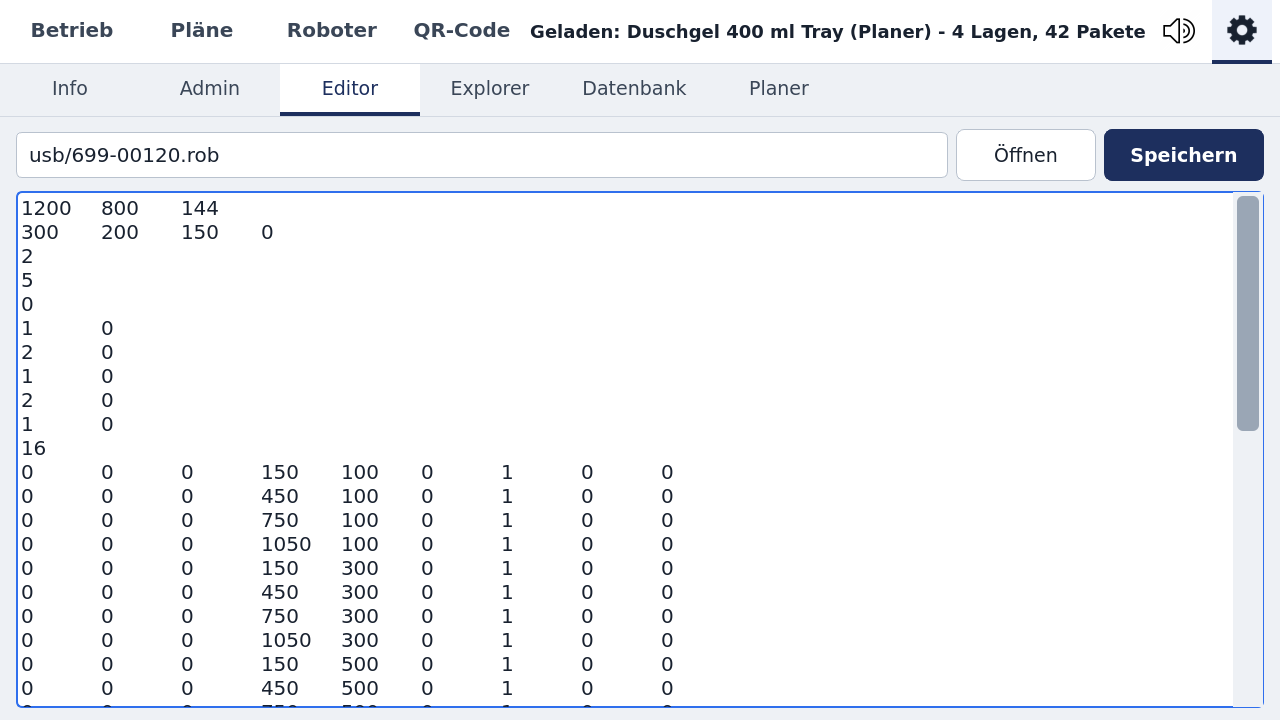 Betrieb Pläne Roboter QR-Code Geladen: Duschgel 400 ml Tray (Planer) - 4 Lagen, 42 Pakete
Info Admin Editor Explorer Datenbank Planer
usb/699-00120.rob Öffnen Speichern
1200 800 144
300 200 150 0
2
5
0
1 0
2 0
1 0
2 0
1 0
16
0 0 0 150 100 0 1 0 0
0 0 0 450 100 0 1 0 0
0 0 0 750 100 0 1 0 0
0 0 0 1050 100 0 1 0 0
0 0 0 150 300 0 1 0 0
0 0 0 450 300 0 1 0 0
0 0 0 750 300 0 1 0 0
0 0 0 1050 300 0 1 0 0
0 0 0 150 500 0 1 0 0
0 0 0 450 500 0 1 0 0